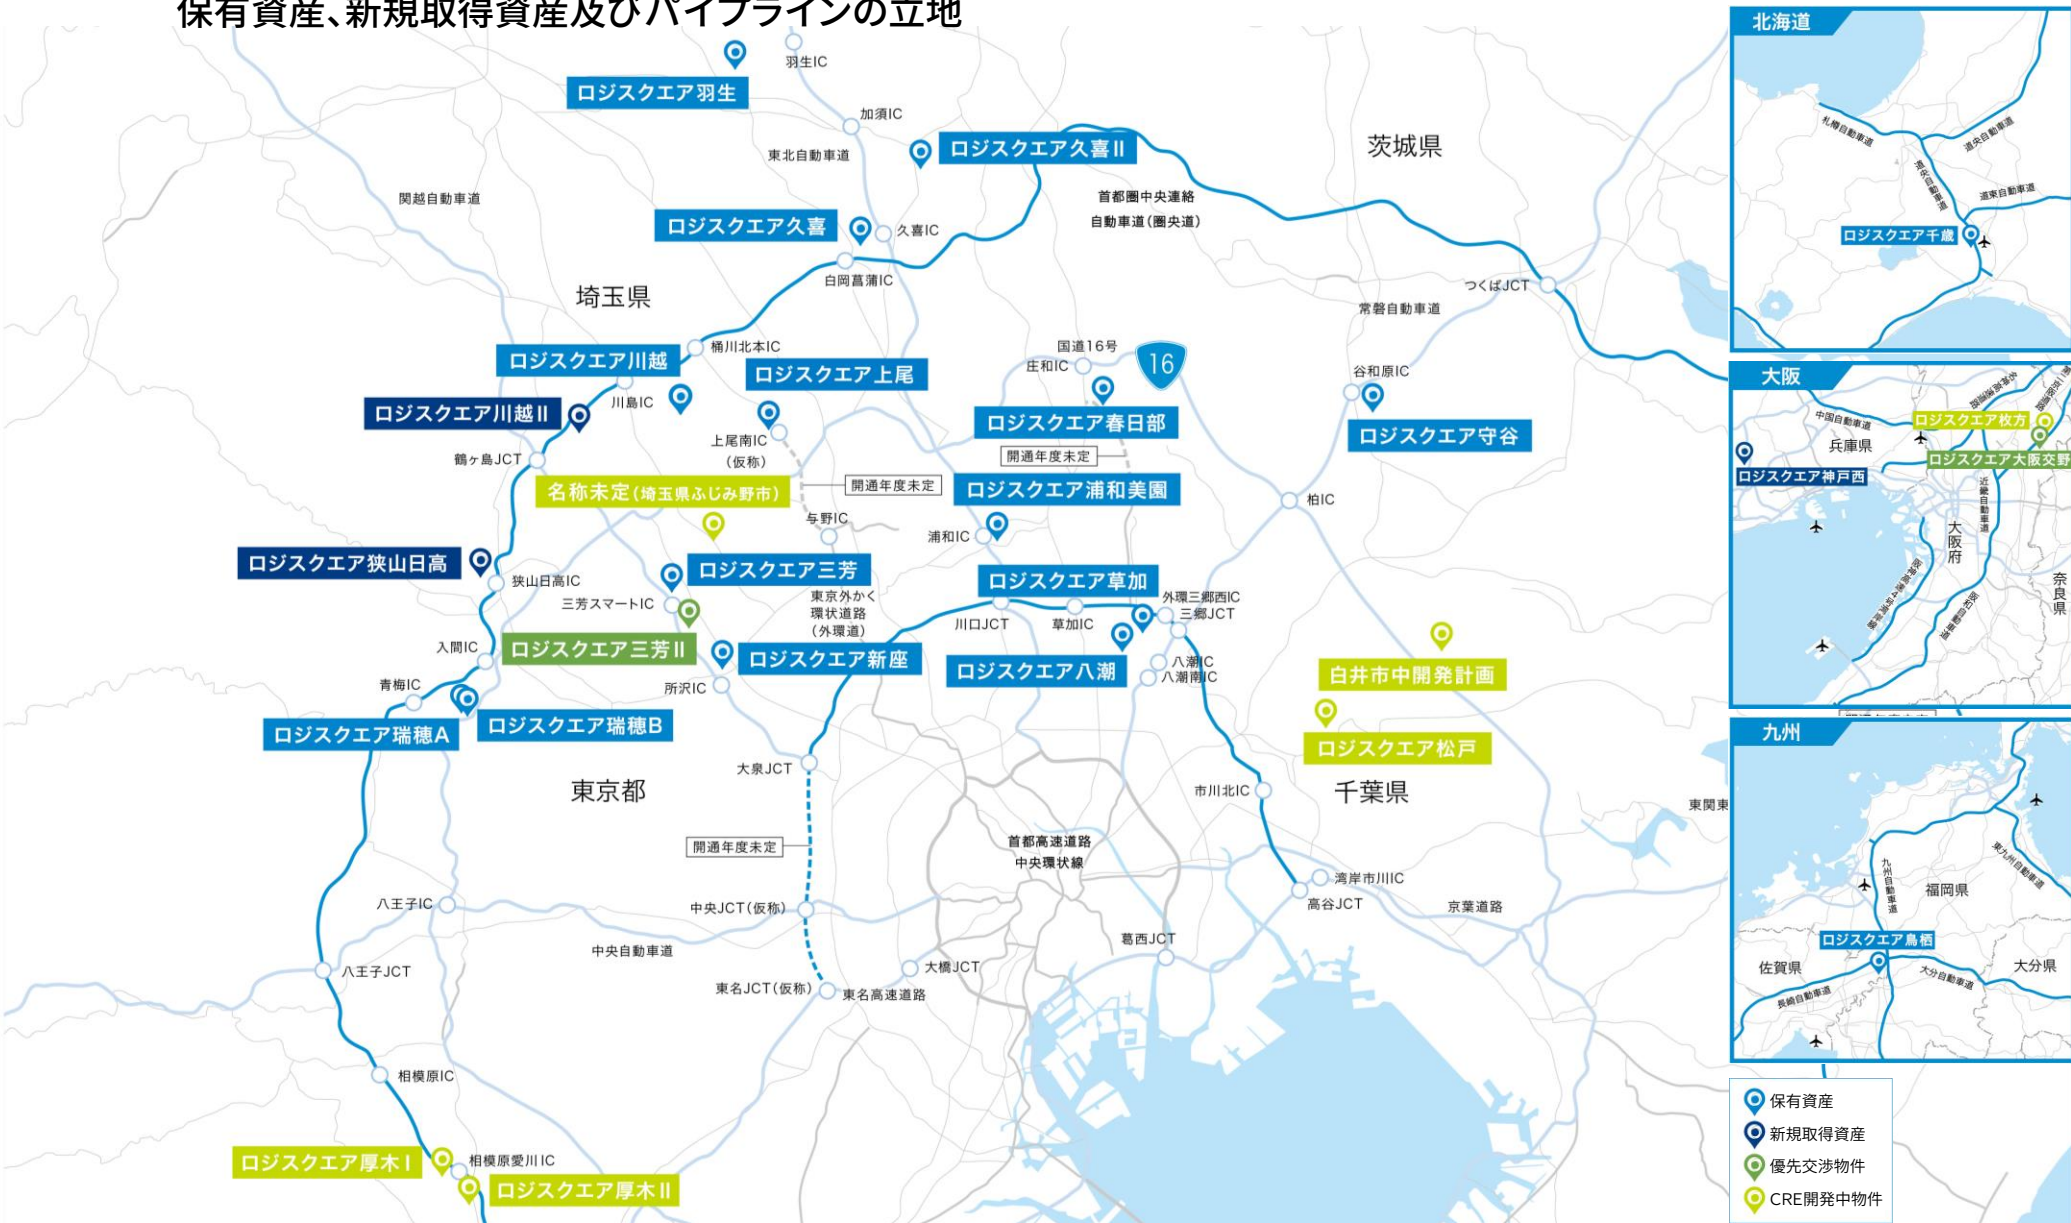 保有資産、新規取得資産及びパイプラインの立地
羽生IC
ロジスクエア羽生
加須IC
東北自動車道
ロジスクエア久喜II
茨城県
関越自動車道
首都圏中央連絡
自動車道(圏央道)
ロジスクエア久喜
久喜IC
白岡菖蒲IC
埼玉県
つくばJCT
常磐自動車道
桶川北本IC
国道16号
庄和IC
16
ロジスクエア川越
ロジスクエア上尾
谷和原IC
川島IC
ロジスクエア川越II
ロジスクエア春日部
ロジスクエア守谷
上尾南IC
(仮称)
鶴ヶ島JCT
開通年度未定
開通年度未定
名称未定(埼玉県ふじみ野市)
ロジスクエア浦和美園
柏IC
与野IC
浦和IC
ロジスクエア狭山日高
狭山日高IC
ロジスクエア三芳
ロジスクエア草加
三芳スマートIC
東京外かく
環状道路
(外環道)
川口JCT
草加IC
外環三郷西IC
三郷JCT
入間IC
ロジスクエア三芳II
ロジスクエア新座
ロジスクエア八潮
八潮IC
八潮南IC
白井市中開発計画
青梅IC
所沢IC
ロジスクエア瑞穂A
ロジスクエア瑞穂B
ロジスクエア松戸
大泉JCT
東京都
市川北IC
千葉県
東関東
開通年度未定
首都高速道路
中央環状線
湾岸市川IC
高谷JCT
京葉道路
八王子IC
中央JCT(仮称)
中央自動車道
葛西JCT
八王子JCT
大橋JCT
東名JCT(仮称)
東名高速道路
相模原IC
ロジスクエア厚木I
相模原愛川IC
ロジスクエア厚木II
北海道
札樽自動車道
道央自動車道
道央自動車道
道東自動車道
ロジスクエア千歳
大阪
名神高速道路
中国自動車道
兵庫県
ロジスクエア枚方
ロジスクエア大阪交野
ロジスクエア神戸西
近畿自動車道
大阪府
阪神高速4号湾岸線
阪和自動車道
奈良県
九州
東九州自動車道
九州自動車道
福岡県
ロジスクエア鳥栖
佐賀県
大分自動車道
大分県
長崎自動車道
保有資産
新規取得資産
優先交渉物件
CRE開発中物件